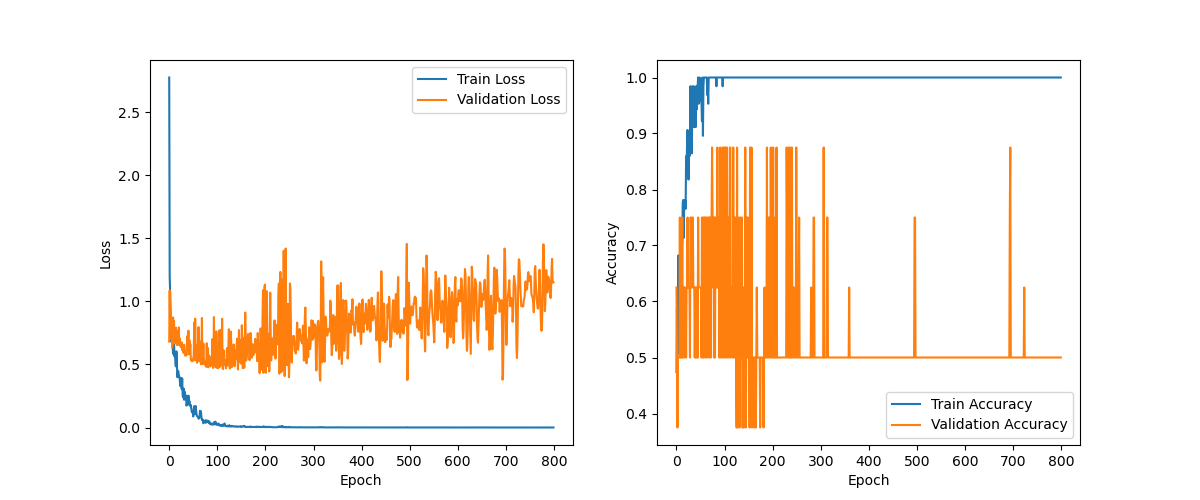 Train Loss
Validation Loss
2.5
2.0
1.5
1.0
0.5
0.0
Loss
0 100 200 300 400 500 600 700 800
Epoch
1.0
0.9
0.8
0.7
0.6
0.5
0.4
Accuracy
Train Accuracy
Validation Accuracy
0 100 200 300 400 500 600 700 800
Epoch